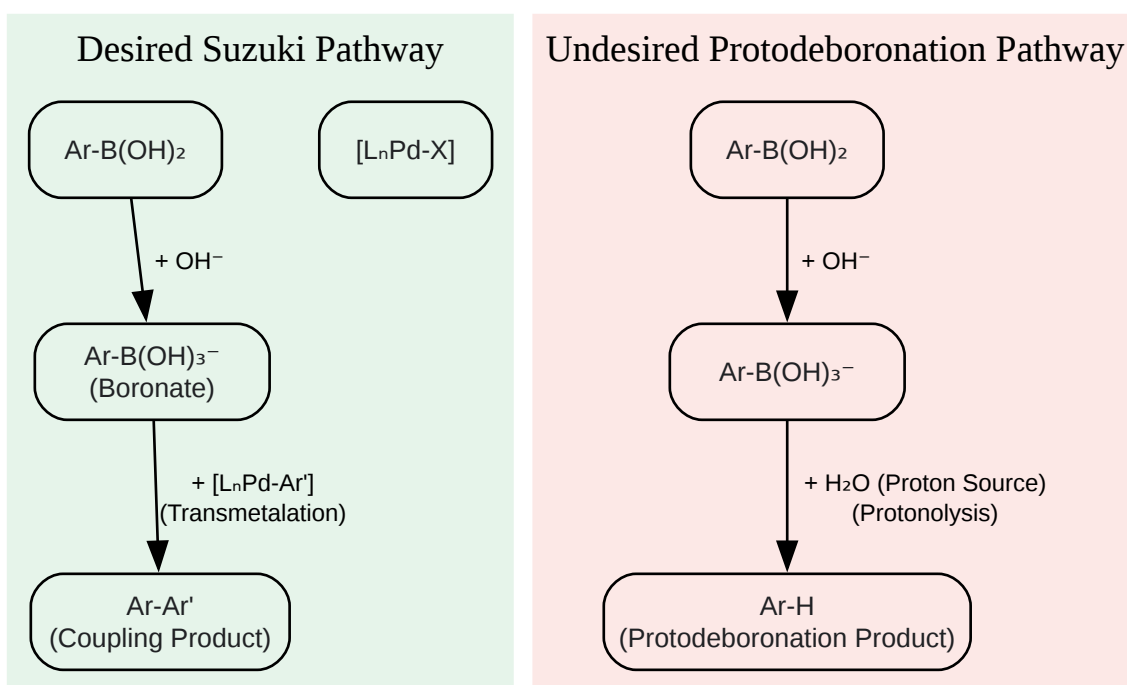 Desired Suzuki Pathway
Ar-B(OH)₂
[LₙPd-X]
+ OH⁻
Ar-B(OH)₃⁻
(Boronate)
+ [LₙPd-Ar']
(Transmetalation)
Ar-Ar'
(Coupling Product)
Undesired Protodeboronation Pathway
Ar-B(OH)₂
+ OH⁻
Ar-B(OH)₃⁻
+ H₂O (Proton Source)
(Protonolysis)
Ar-H
(Protodeboronation Product)